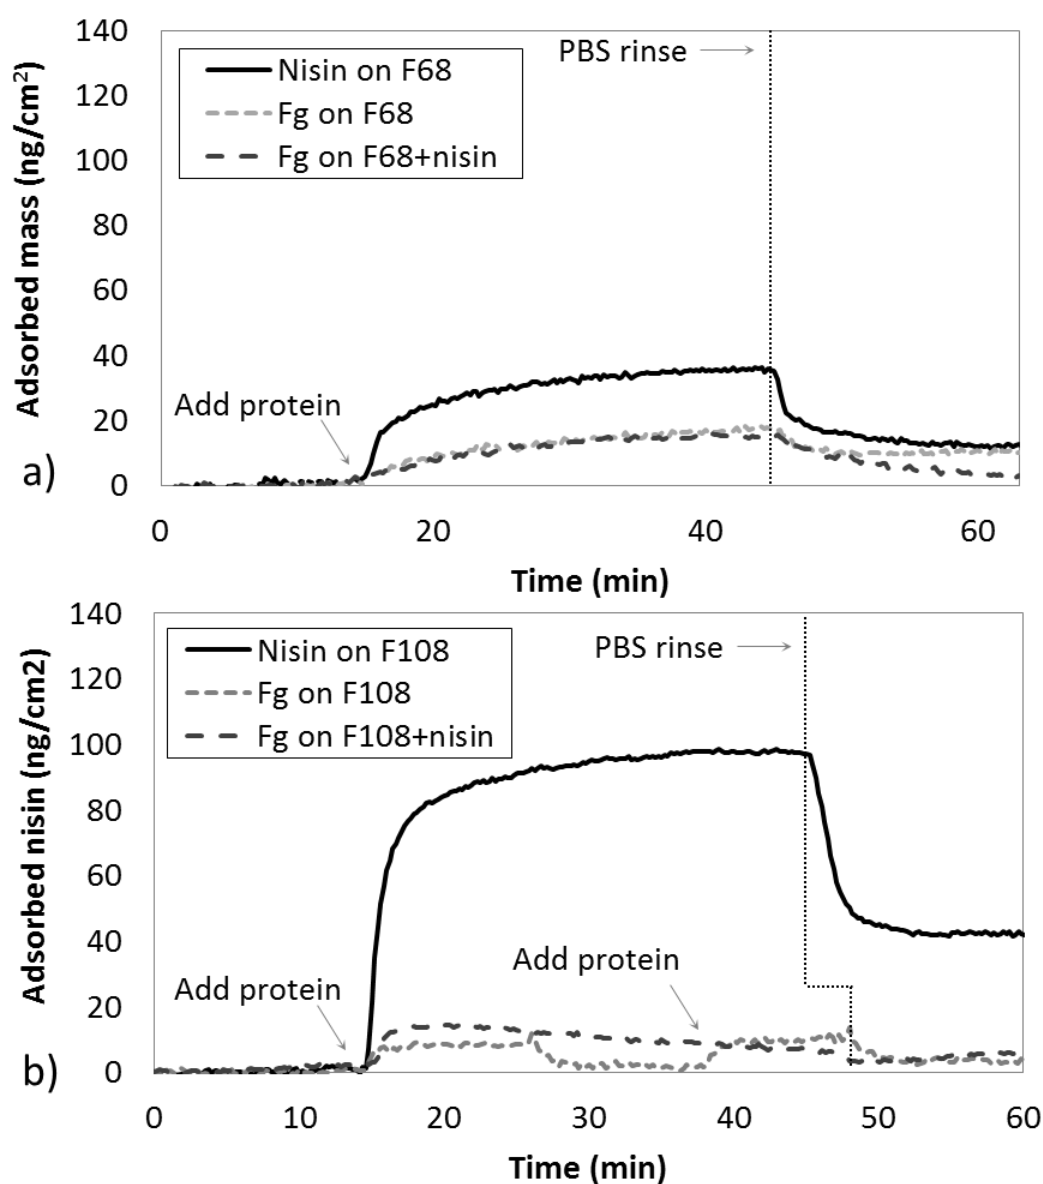 140
120
100
80
60
40
20
0
Adsorbed mass (ng/cm²)
Nisin on F68
Fg on F68
Fg on F68+nisin
PBS rinse
Add protein
a)
0 20 40 60
Time (min)
140
120
100
80
60
40
20
0
Adsorbed nisin (ng/cm2)
Nisin on F108
Fg on F108
Fg on F108+nisin
PBS rinse
Add protein
Add protein
b)
0 10 20 30 40 50 60
Time (min)